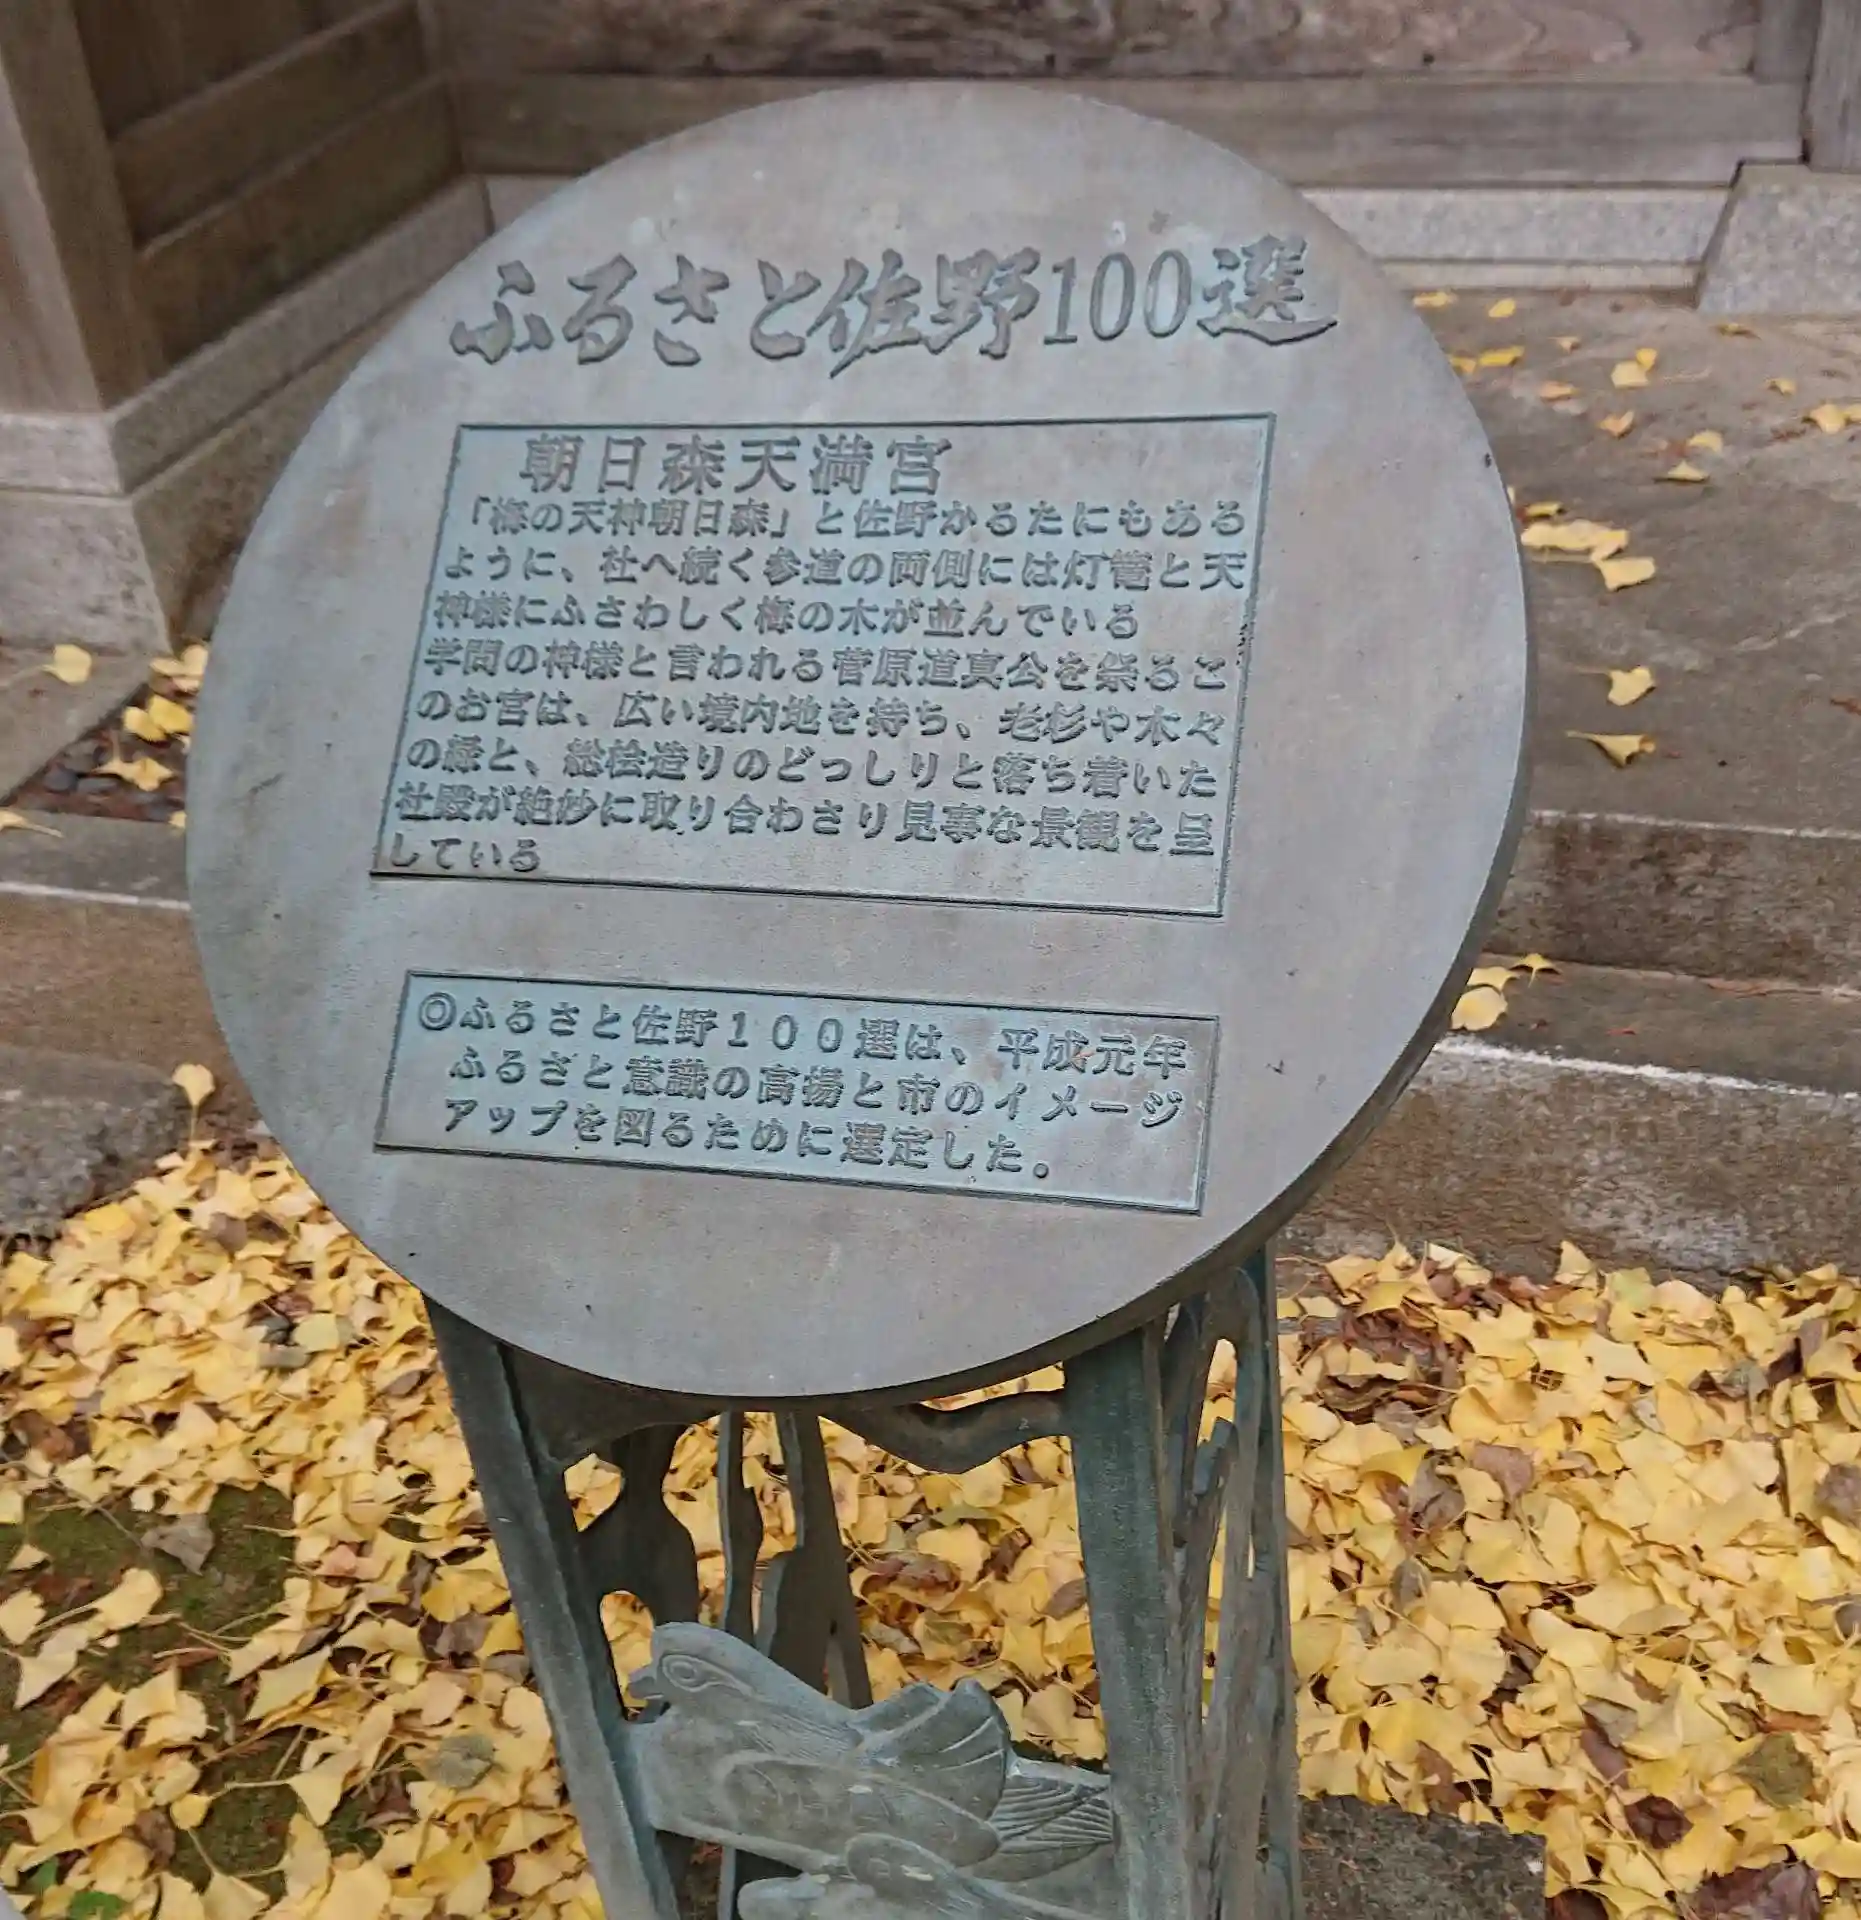 ふるさと佐野100選
朝日森天満宮
「梅の天神朝日森」と佐野かるたにもある
ように、社へ続く参道の両側には灯篭と天
神様にふさわしく梅の木が並んでいる
学問の神様と言われる菅原道真公を祭るこ
のお宮は、広い境内地を持ち、老杉や木々
の緑と、総桧造りのどっしりと落ち着いた
社殿が絶妙に取り合わさり見事な景観を呈
している
◎ふるさと佐野１００選は、平成元年
ふるさと意識の高揚と市のイメージ
アップを図るために選定した。